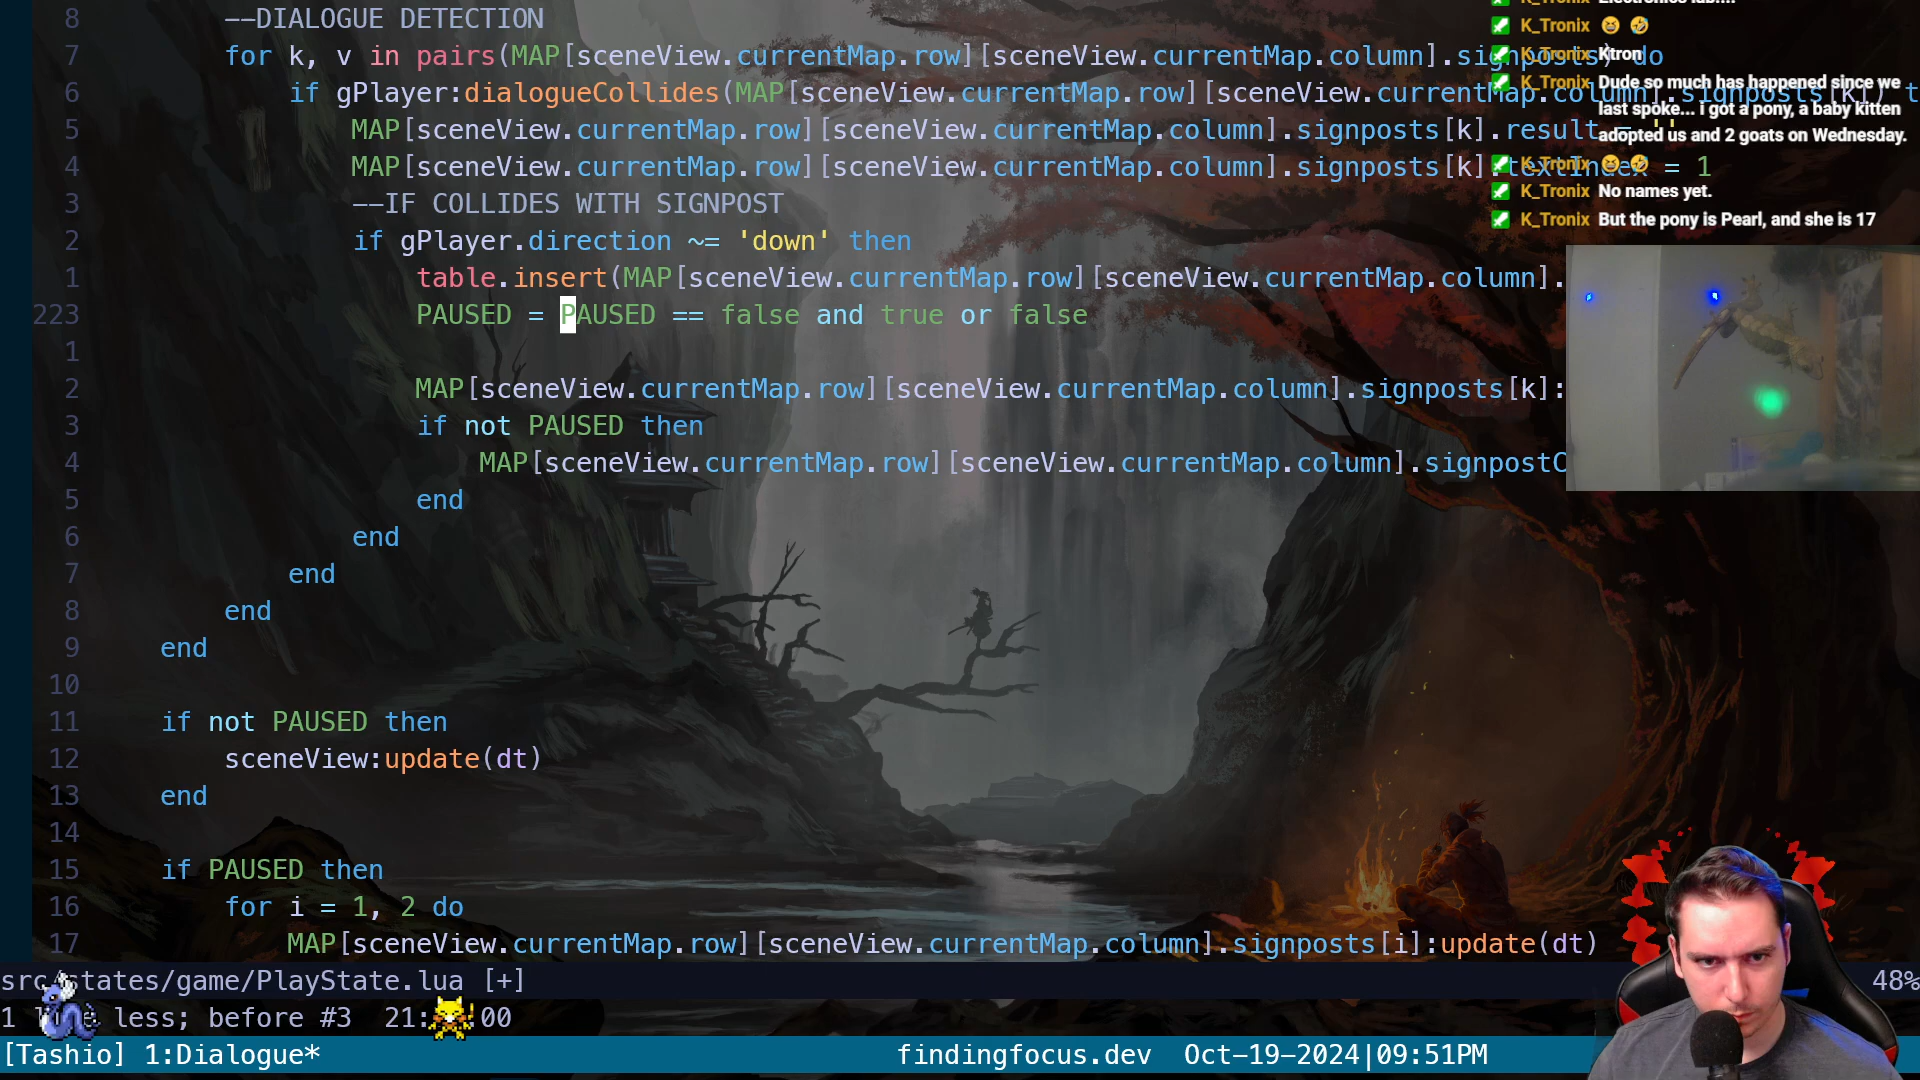 8 --DIALOGUE DETECTION
7 for k, v in pairs(MAP[sceneView.currentMap.row][sceneView.currentMap.column].signposts) do
6 if gPlayer:dialogueCollides(MAP[sceneView.currentMap.row][sceneView.currentMap.column].signposts[k]) t
5 MAP[sceneView.currentMap.row][sceneView.currentMap.column].signposts[k].result = ''
4 MAP[sceneView.currentMap.row][sceneView.currentMap.column].signposts[k].textIndex = 1
3 --IF COLLIDES WITH SIGNPOST
2 if gPlayer.direction ~= 'down' then
1 table.insert(MAP[sceneView.currentMap.row][sceneView.currentMap.column].
223 PAUSED = PAUSED == false and true or false
1
2 MAP[sceneView.currentMap.row][sceneView.currentMap.column].signposts[k]:
3 if not PAUSED then
4 MAP[sceneView.currentMap.row][sceneView.currentMap.column].signpostC
5 end
6 end
7 end
8 end
9 end
10
11 if not PAUSED then
12 sceneView:update(dt)
13 end
14
15 if PAUSED then
16 for i = 1, 2 do
17 MAP[sceneView.currentMap.row][sceneView.currentMap.column].signposts[i]:update(dt)
src/states/game/PlayState.lua [+] 48%
1 less; before #3 21: 00
[Tashio] 1:Dialogue* findingfocus.dev Oct-19-2024|09:51PM
K_Tronix 😆 🤣
K_Tronix Ktron
K_Tronix Dude so much has happened since we
last spoke... i got a pony, a baby kitten
adopted us and 2 goats on Wednesday.
K_Tronix 😆 🤣
K_Tronix No names yet.
K_Tronix But the pony is Pearl, and she is 17